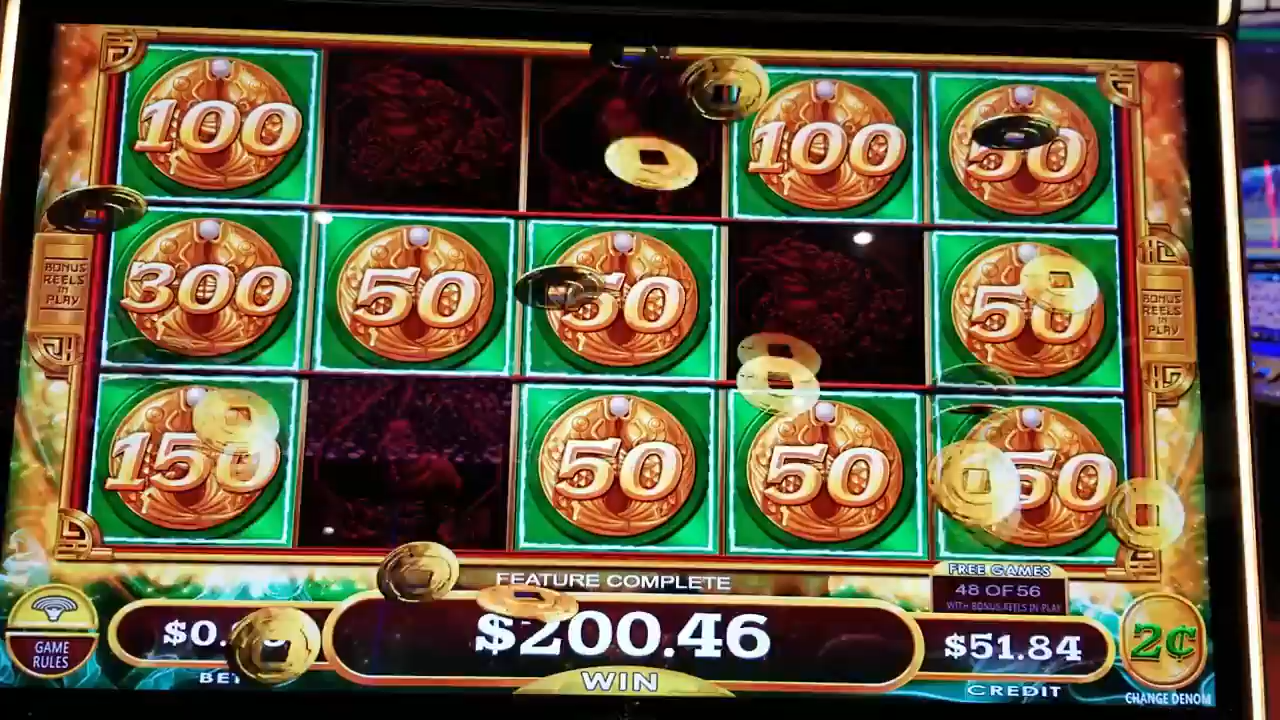 100
100
50
300
50
50
50
150
50
50
50
BONUS
REELS
IN
PLAY
BONUS
REELS
IN
PLAY
FEATURE COMPLETE
FREE GAMES
48 OF 56
WITH BONUS REELS IN PLAY
GAME
RULES
$0.
BET
$200.46
WIN
$51.84
CREDIT
2¢
CHANGE DENOM